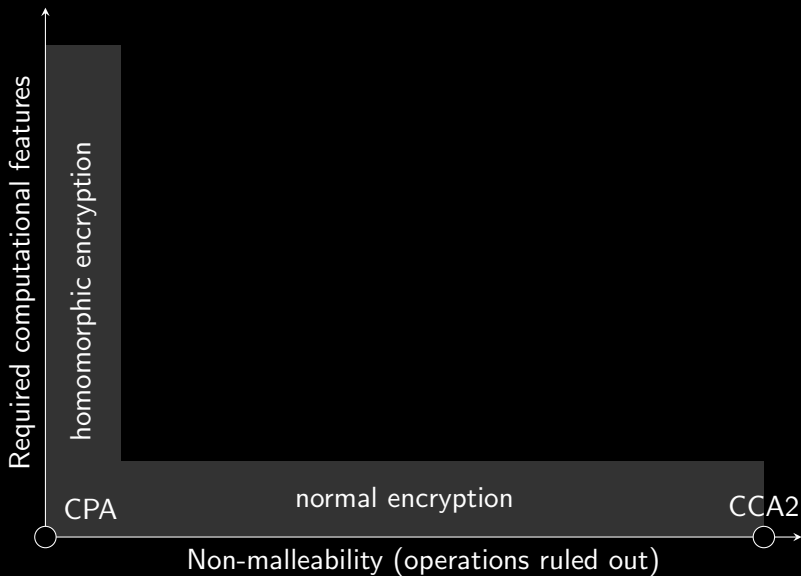 Required computational features
homomorphic encryption
CPA
normal encryption
CCA2
Non-malleability (operations ruled out)